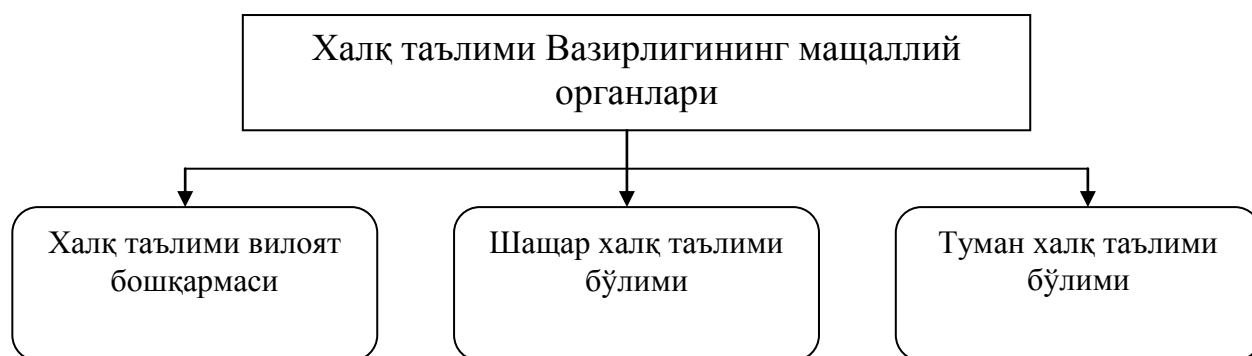 Халқ таълими Вазирлигининг мащаллий
органлари
Халқ таълими вилоят
бошқармаси
Шащар халқ таълими
бўлими
Туман халқ таълими
бўлими